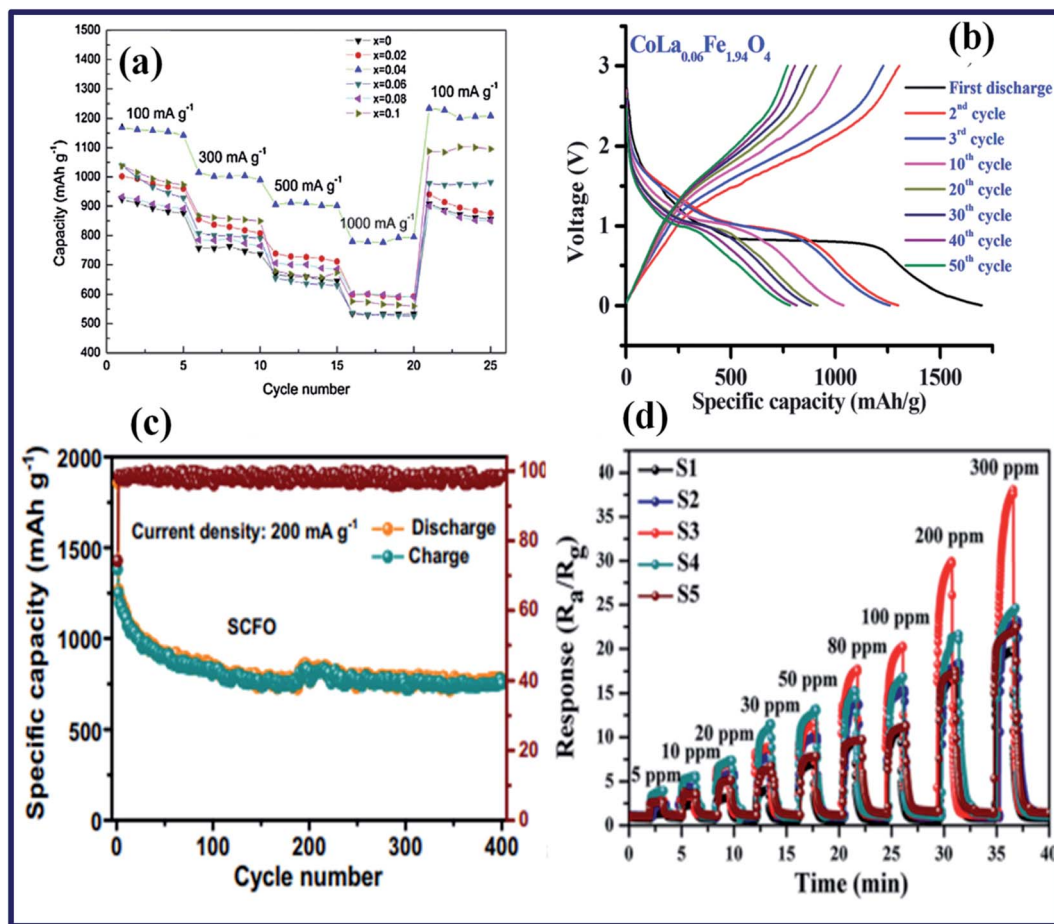 (a)
1500
1400
1300
1200
1100
1000
900
800
700
600
500
400
Capacity (mAh g-1)
x=0
x=0.02
x=0.04
x=0.06
x=0.08
x=0.1
100 mA g-1
300 mA g-1
500 mA g-1
1000 mA g-1
100 mA g-1
0 5 10 15 20 25
Cycle number
(b)
CoLa0.06Fe1.94O4
3
2
1
0
Voltage (V)
First discharge
2nd cycle
3rd cycle
10th cycle
20th cycle
30th cycle
40th cycle
50th cycle
0 500 1000 1500
Specific capacity (mAh/g)
(c)
2000
1500
1000
500
0
Specific capacity (mAh g-1)
Current density: 200 mA g-1
Discharge
Charge
SCFO
100
80
60
40
20
0
0 100 200 300 400
Cycle number
(d)
40
35
30
25
20
15
10
5
0
Response (Ra/Rg)
S1
S2
S3
S4
S5
5 ppm
10 ppm
20 ppm
30 ppm
50 ppm
80 ppm
100 ppm
200 ppm
300 ppm
0 5 10 15 20 25 30 35 40
Time (min)